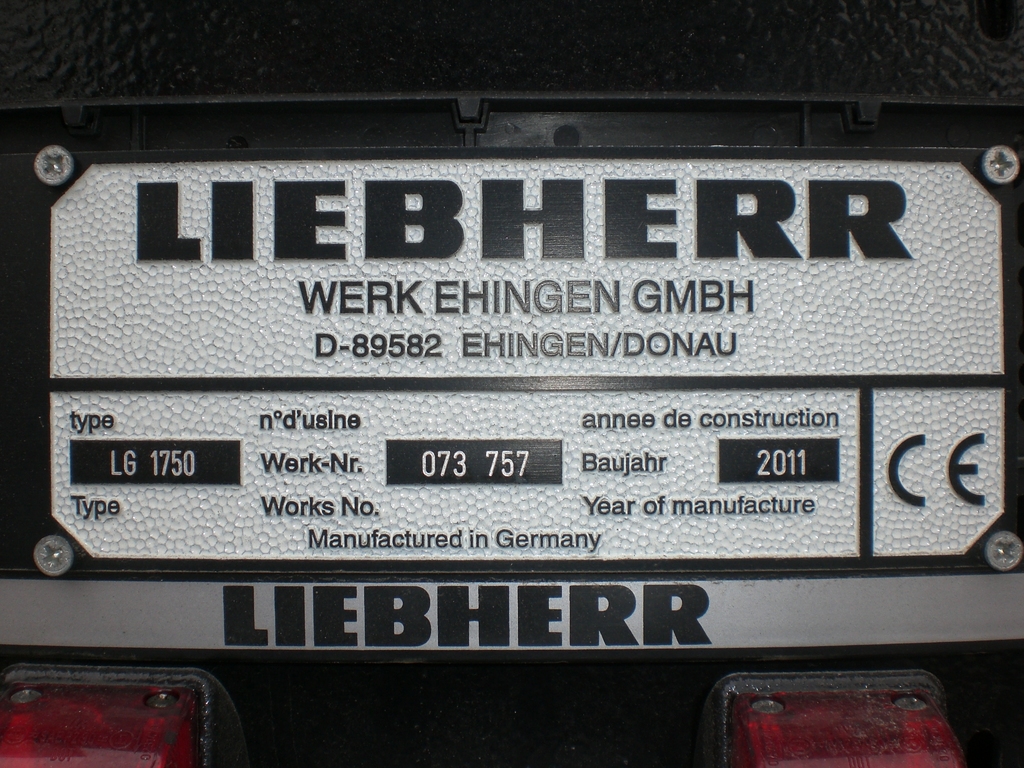 LIEBHERR
WERK EHINGEN GMBH
D-89582 EHINGEN/DONAU
type n°d'usine annee de construction
LG 1750 Werk-Nr. 073 757 Baujahr 2011 CE
Type Works No. Year of manufacture
Manufactured in Germany
LIEBHERR